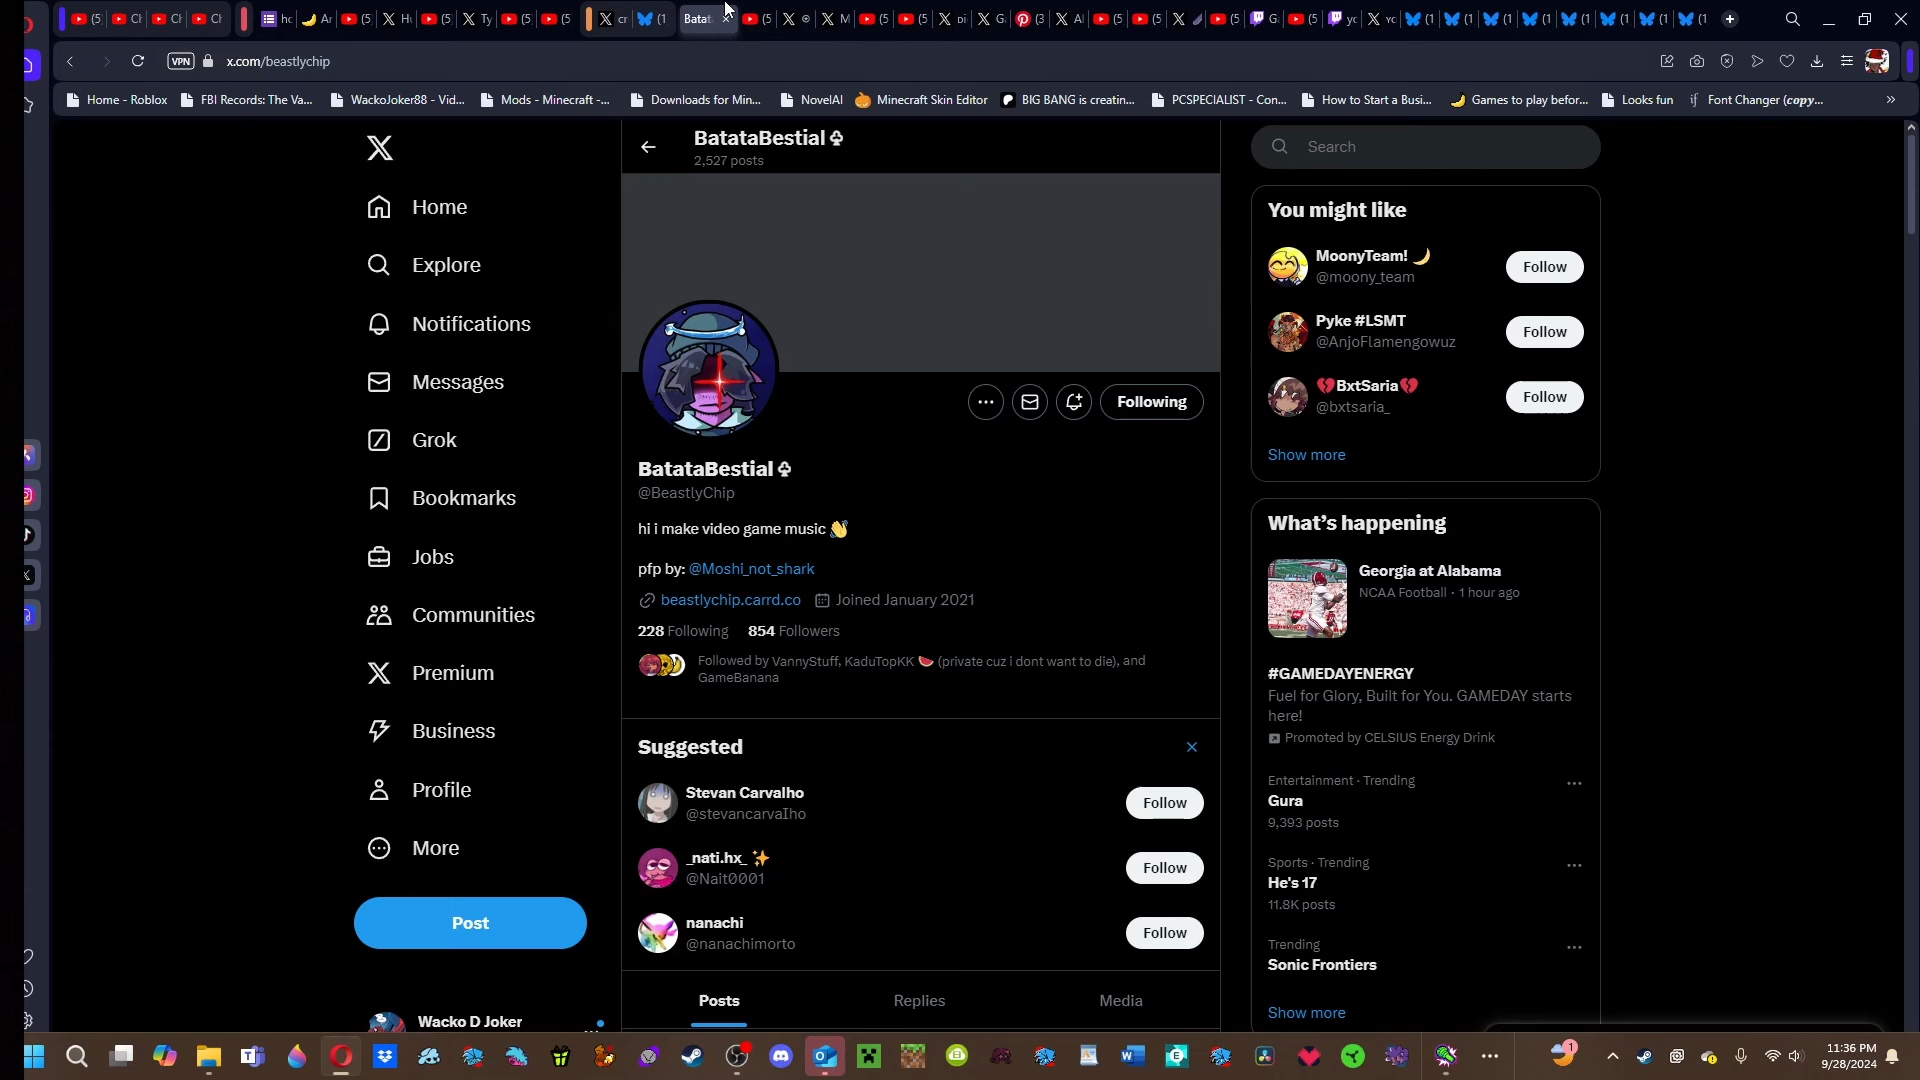 Batat
x.com/beastlychip
VPN
Home - Roblox
FBI Records: The Va...
WackoJoker88 - Vid...
Mods - Minecraft -...
Downloads for Min...
NovelAI
Minecraft Skin Editor
BIG BANG is creatin...
PCSPECIALIST - Con...
How to Start a Busi...
Games to play befor...
Looks fun
Font Changer (copy...
Home
Explore
Notifications
Messages
Grok
Bookmarks
Jobs
Communities
Premium
Business
Profile
More
Post
Wacko D Joker
BatataBestial
2,527 posts
Following
BatataBestial
@BeastlyChip
hi i make video game music 👋
pfp by: @Moshi_not_shark
beastlychip.carrd.co Joined January 2021
228 Following 854 Followers
Followed by VannyStuff, KaduTopKK 🍉 (private cuz i dont want to die), and
GameBanana
Suggested
Stevan Carvalho
@stevancarvaIho
Follow
_nati.hx_ ✨
@Nait0001
Follow
nanachi
@nanachimorto
Follow
Posts
Replies
Media
Search
You might like
MoonyTeam! 🌙
@moony_team
Follow
Pyke #LSMT
@AnjoFlamengowuz
Follow
💔BxtSaria💔
@bxtsaria_
Follow
Show more
What's happening
Georgia at Alabama
NCAA Football · 1 hour ago
#GAMEDAYENERGY
Fuel for Glory, Built for You. GAMEDAY starts
here!
Promoted by CELSIUS Energy Drink
Entertainment · Trending
Gura
9,393 posts
Sports · Trending
He's 17
11.8K posts
Trending
Sonic Frontiers
Show more
11:36 PM
9/28/2024